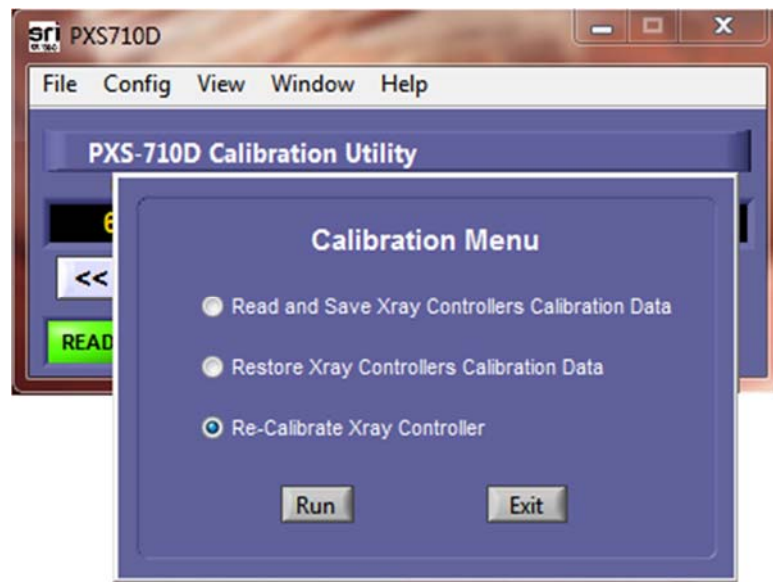 sri PXS710D
File Config View Window Help
PXS-710D Calibration Utility
<<
Calibration Menu
Read and Save Xray Controllers Calibration Data
Restore Xray Controllers Calibration Data
Re-Calibrate Xray Controller
Run Exit